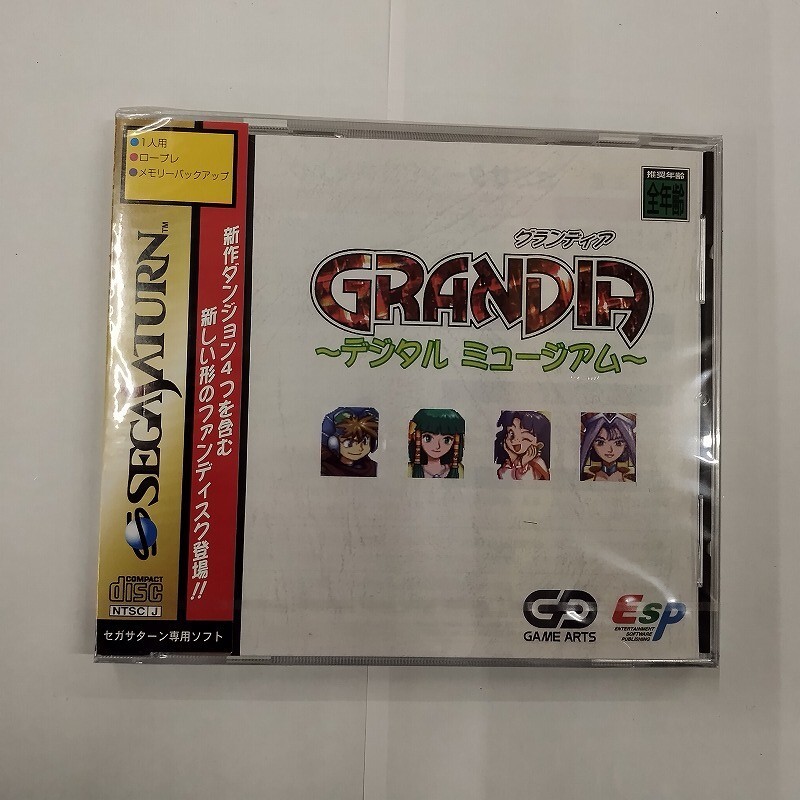 1人用
ロープレ
メモリーバックアップ
SEGA SATURN™
新作ダンジョン4つを含む
新しい形のファンディスク登場!!
COMPACT
disc
NTSC J
セガサターン専用ソフト
推奨年齢
全年齢
グランディア
GRANDIA
～デジタル ミュージアム～
GAME ARTS
ESP
ENTERTAINMENT
SOFTWARE
PUBLISHING